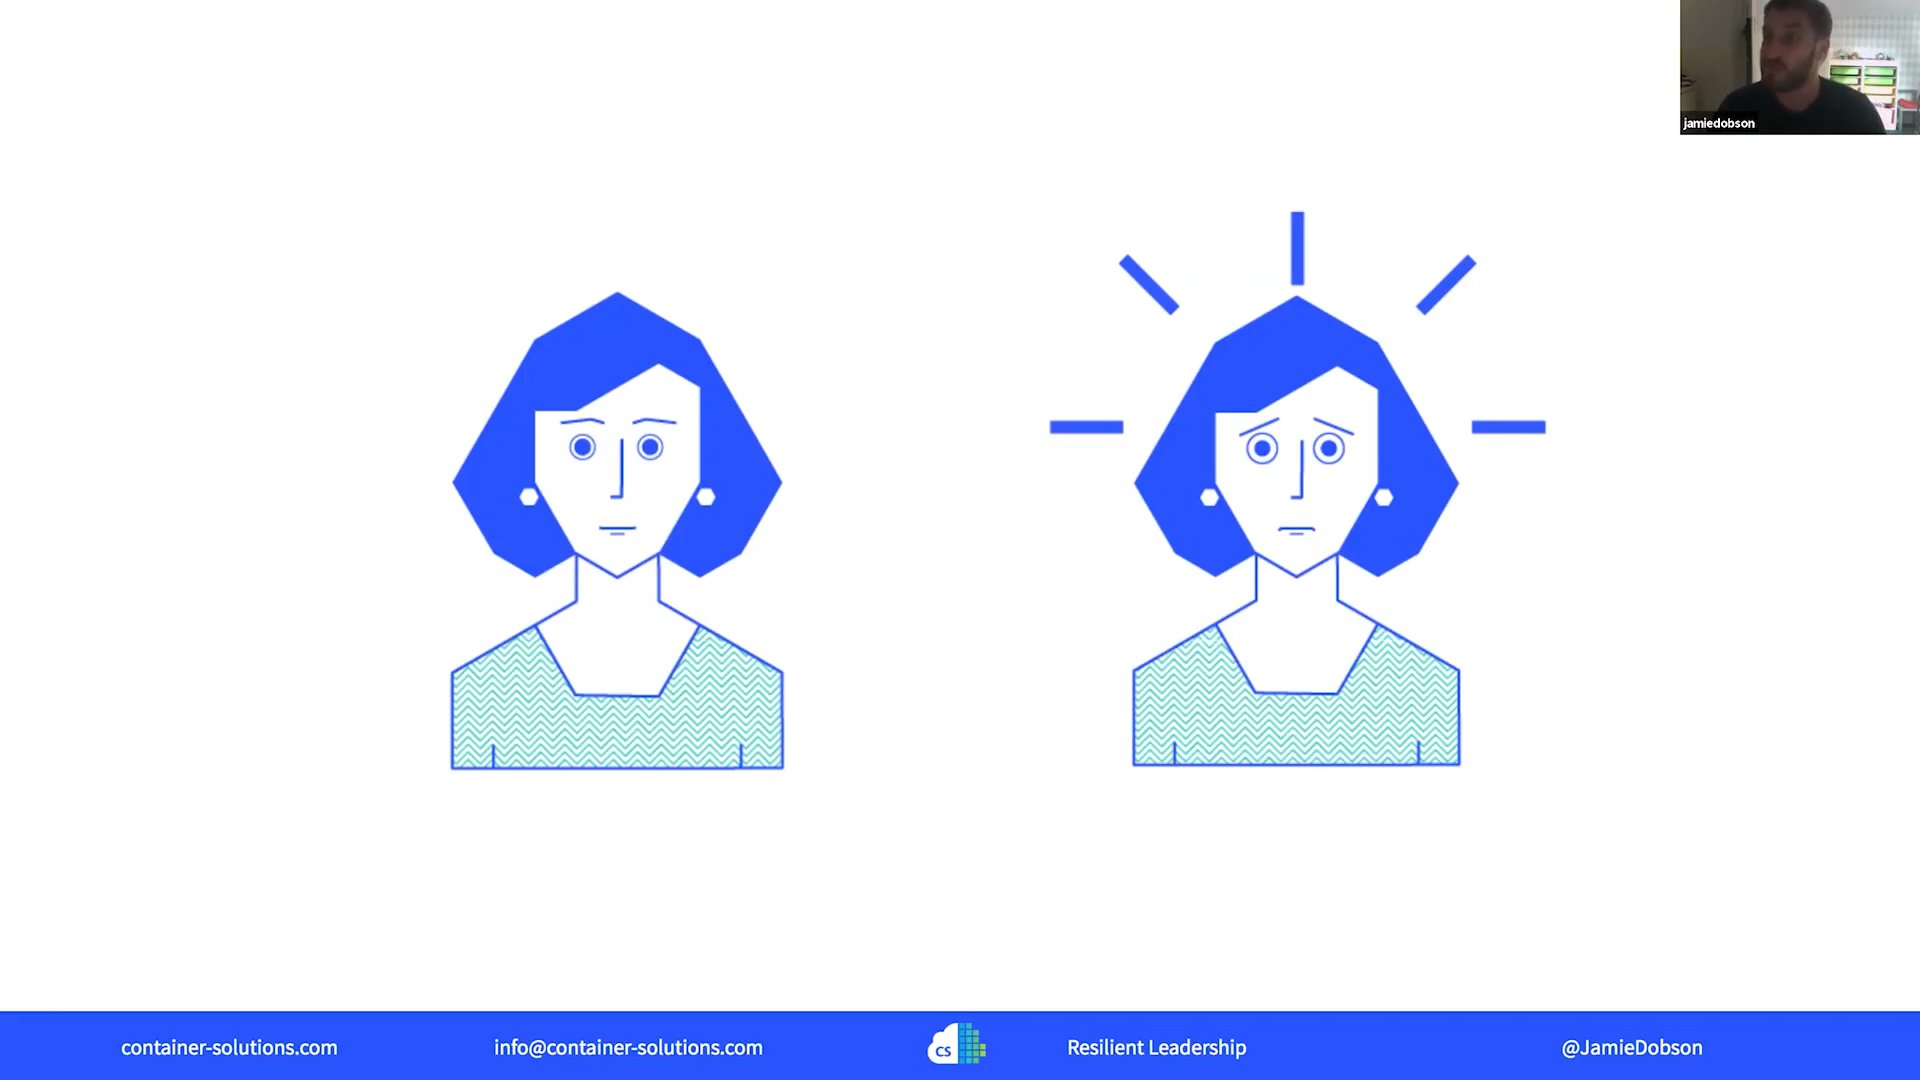 jamiedobson
container-solutions.com
info@container-solutions.com
CS
Resilient Leadership
@JamieDobson